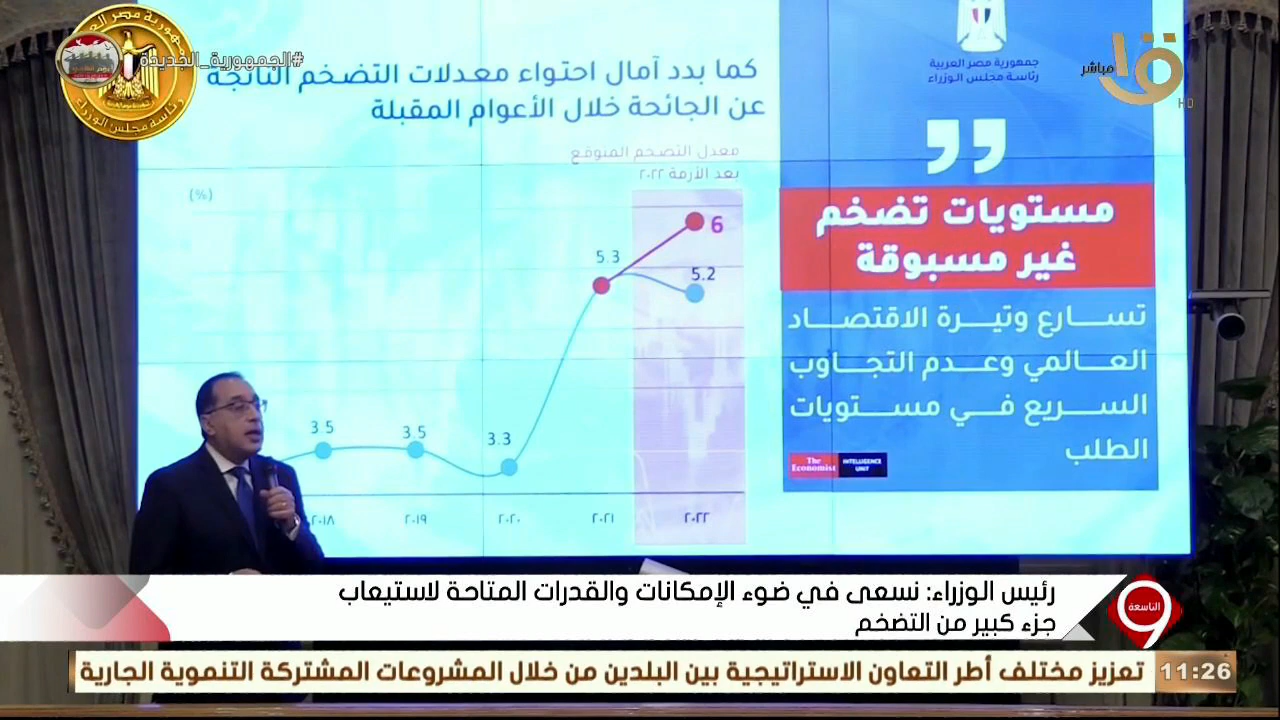 #الجمهورية_الجديدة
رئاسة مجلس الوزراء
مباشر
HD
جمهورية مصر العربية
رئاسة مجلس الوزراء
كما بدد آمال احتواء معدلات التضخم الناتجة
عن الجائحة خلال الأعوام المقبلة
معدل التضخم المتوقع
بعد الأزمة ٢٠٢٢
(%)
6
5.3
5.2
3.5
3.5
3.3
٢٠١٨
٢٠١٩
٢٠٢٠
٢٠٢١
٢٠٢٢
مستويات تضخم
غير مسبوقة
تسارع وتيرة الاقتصاد
العالمي وعدم التجاوب
السريع في مستويات
الطلب
The Economist
INTELLIGENCE UNIT
التاسعة
رئيس الوزراء: نسعى في ضوء الإمكانات والقدرات المتاحة لاستيعاب
جزء كبير من التضخم
11:26
تعزيز مختلف أطر التعاون الاستراتيجية بين البلدين من خلال المشروعات المشتركة التنموية الجارية